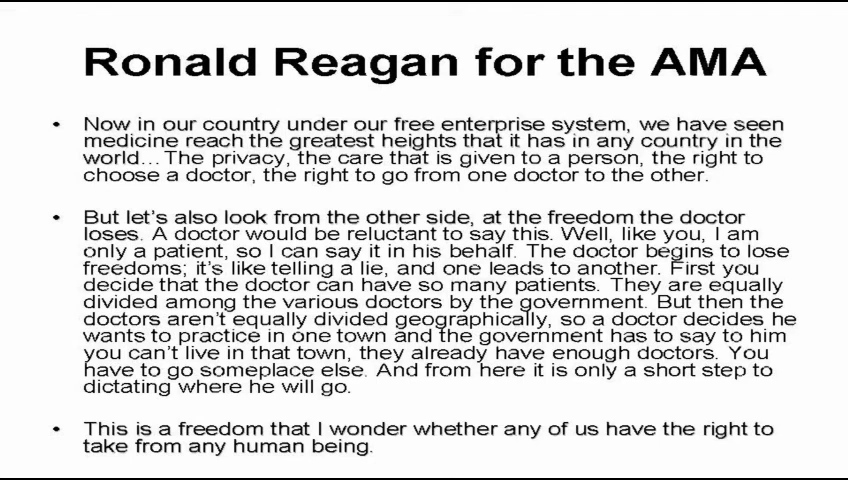 Ronald Reagan for the AMA
• Now in our country under our free enterprise system, we have seen
medicine reach the greatest heights that it has in any country in the
world… The privacy, the care that is given to a person, the right to
choose a doctor, the right to go from one doctor to the other.
• But let's also look from the other side, at the freedom the doctor
loses. A doctor would be reluctant to say this. Well, like you, I am
only a patient, so I can say it in his behalf. The doctor begins to lose
freedoms; it's like telling a lie, and one leads to another. First you
decide that the doctor can have so many patients. They are equally
divided among the various doctors by the government. But then the
doctors aren't equally divided geographically, so a doctor decides he
wants to practice in one town and the government has to say to him
you can't live in that town, they already have enough doctors. You
have to go someplace else. And from here it is only a short step to
dictating where he will go.
• This is a freedom that I wonder whether any of us have the right to
take from any human being.